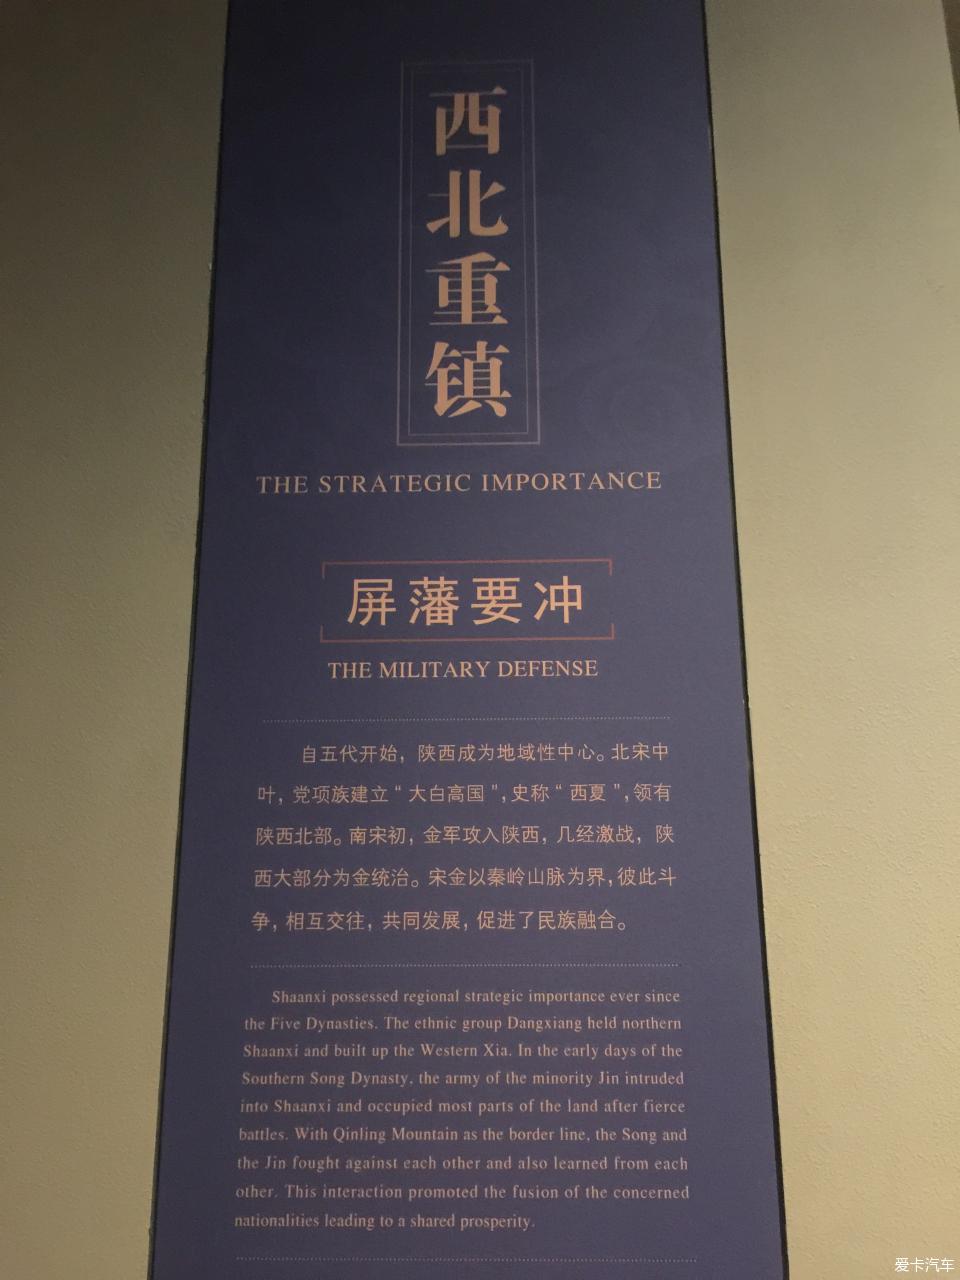 西北重镇
THE STRATEGIC IMPORTANCE
屏藩要冲
THE MILITARY DEFENSE
自五代开始，陕西成为地域性中心。北宋中
叶，党项族建立“大白高国”，史称“西夏”，领有
陕西北部。南宋初，金军攻入陕西，几经激战，陕
西大部分为金统治。宋金以秦岭山脉为界，彼此斗
争，相互交往，共同发展，促进了民族融合。
Shaanxi possessed regional strategic importance ever since
the Five Dynasties. The ethnic group Dangxiang held northern
Shaanxi and built up the Western Xia. In the early days of the
Southern Song Dynasty, the army of the minority Jin intruded
into Shaanxi and occupied most parts of the land after fierce
battles. With Qinling Mountain as the border line, the Song and
the Jin fought against each other and also learned from each
other. This interaction promoted the fusion of the concerned
nationalities leading to a shared prosperity.
爱卡汽车